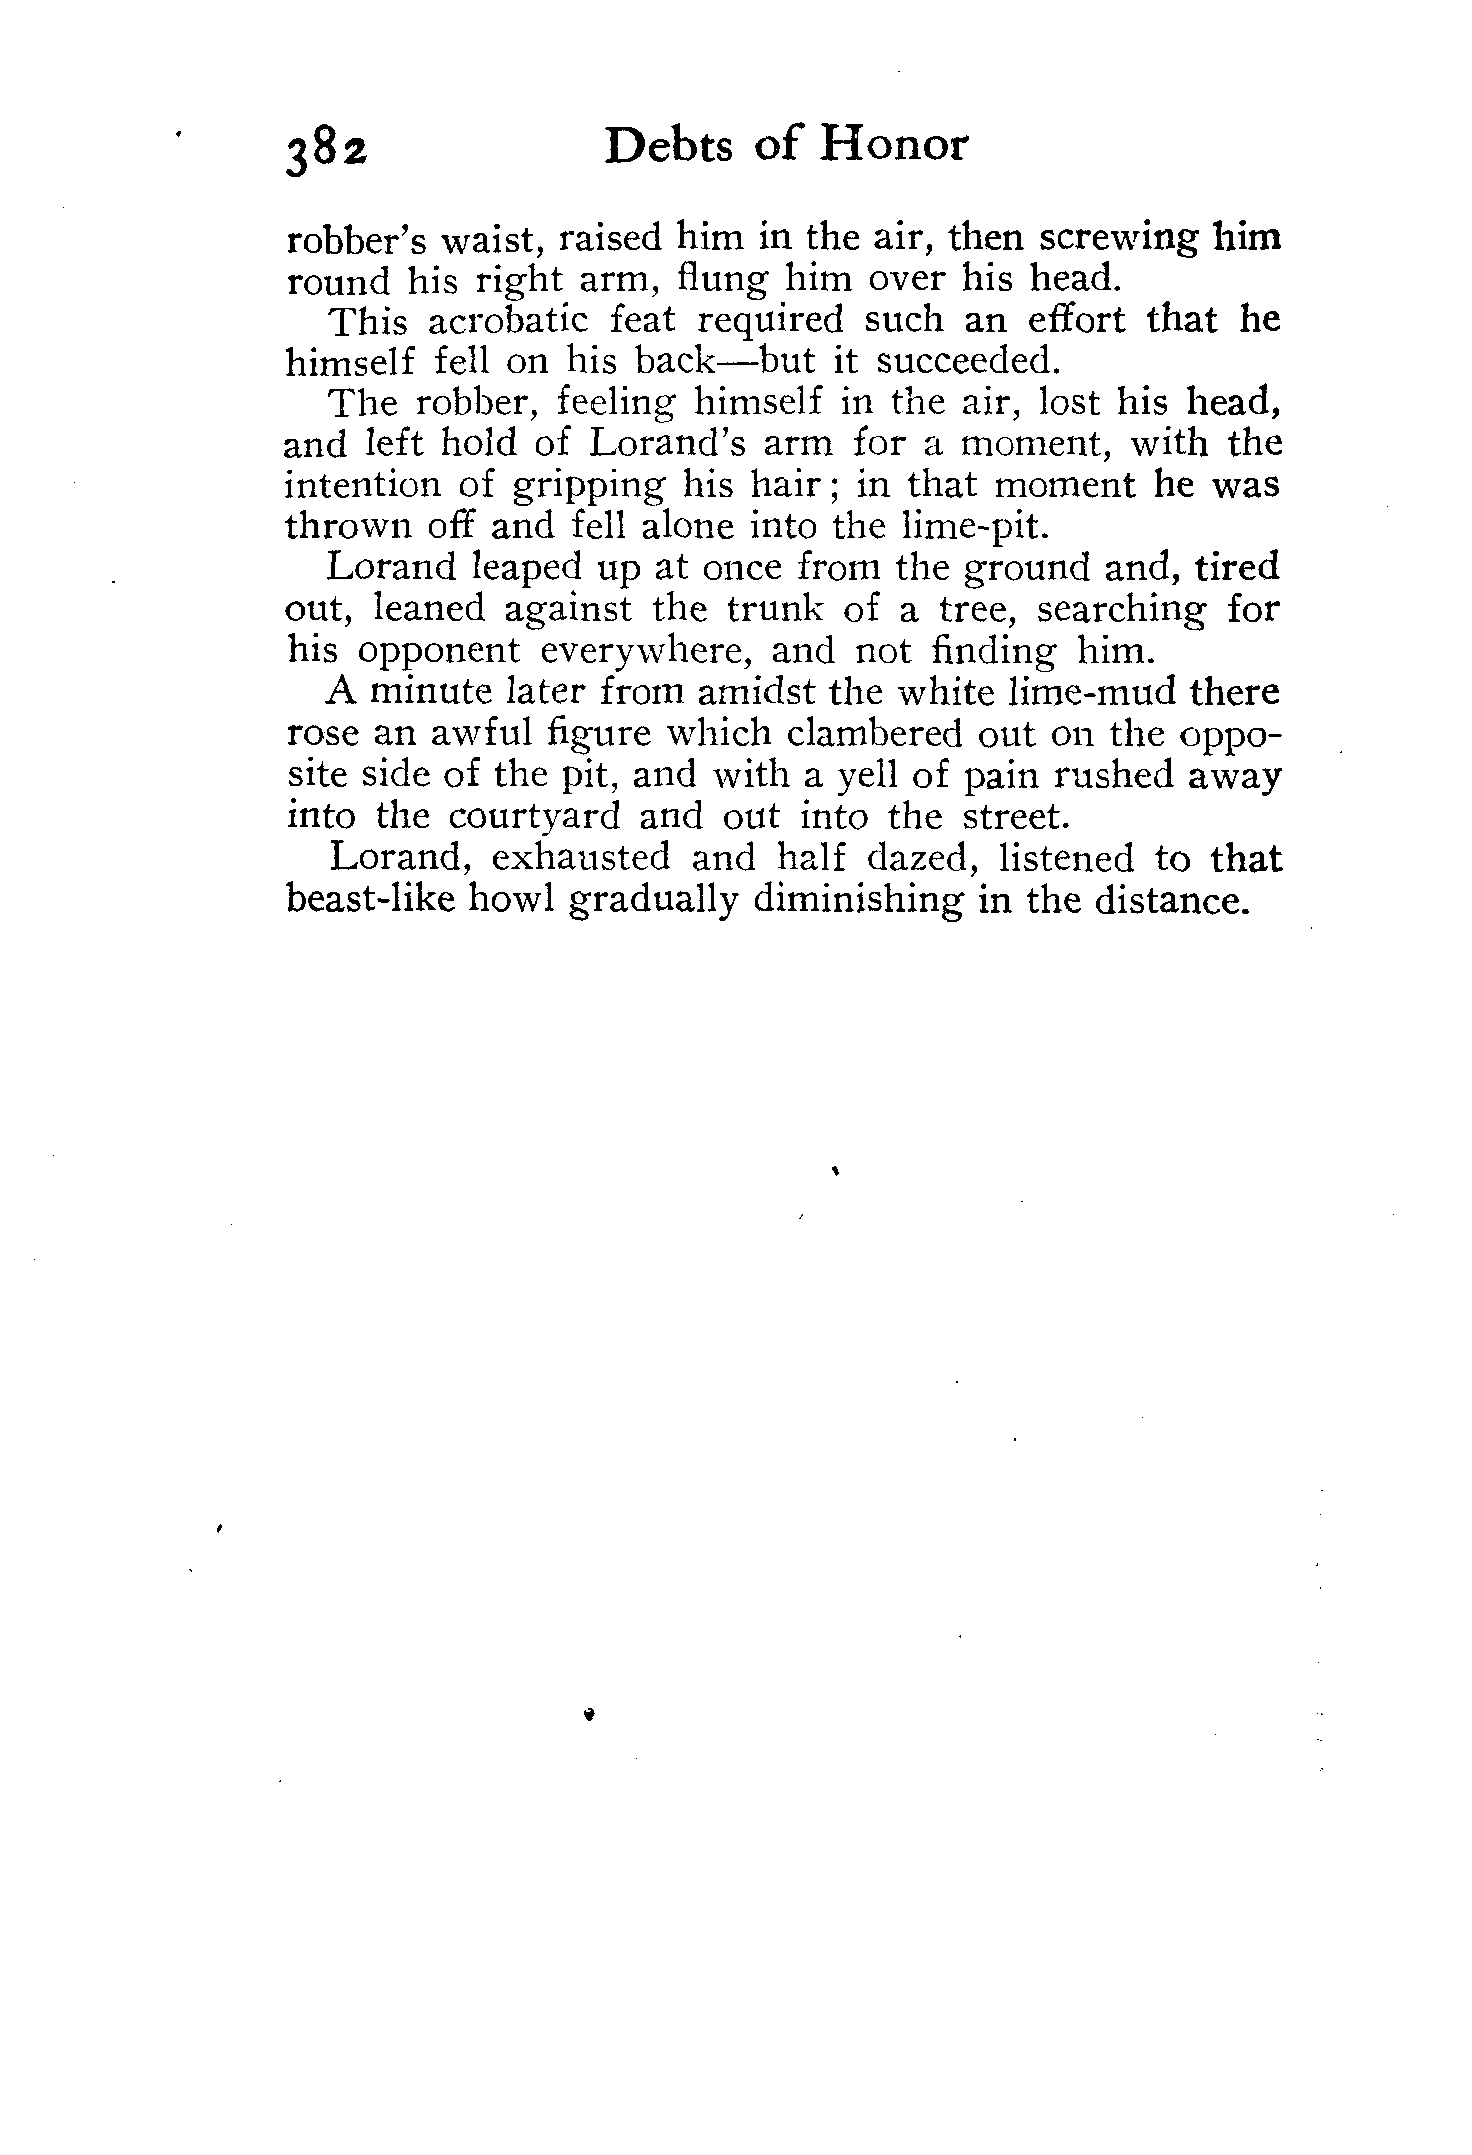 382 Debts of Honor
robber's waist, raised him in the air, then screwing him
round his right arm, flung him over his head.
This acrobatic feat required such an effort that he
himself fell on his back—but it succeeded.
The robber, feeling himself in the air, lost his head,
and left hold of Lorand's arm for a moment, with the
intention of gripping his hair; in that moment he was
thrown off and fell alone into the lime-pit.
Lorand leaped up at once from the ground and, tired
out, leaned against the trunk of a tree, searching for
his opponent everywhere, and not finding him.
A minute later from amidst the white lime-mud there
rose an awful figure which clambered out on the oppo-
site side of the pit, and with a yell of pain rushed away
into the courtyard and out into the street.
Lorand, exhausted and half dazed, listened to that
beast-like howl gradually diminishing in the distance.